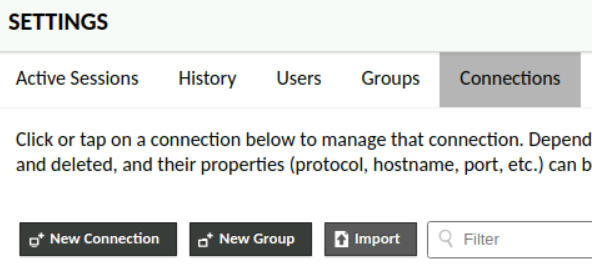 SETTINGS
Active Sessions History Users Groups Connections
Click or tap on a connection below to manage that connection. Depend
and deleted, and their properties (protocol, hostname, port, etc.) can b
New Connection New Group Import Filter